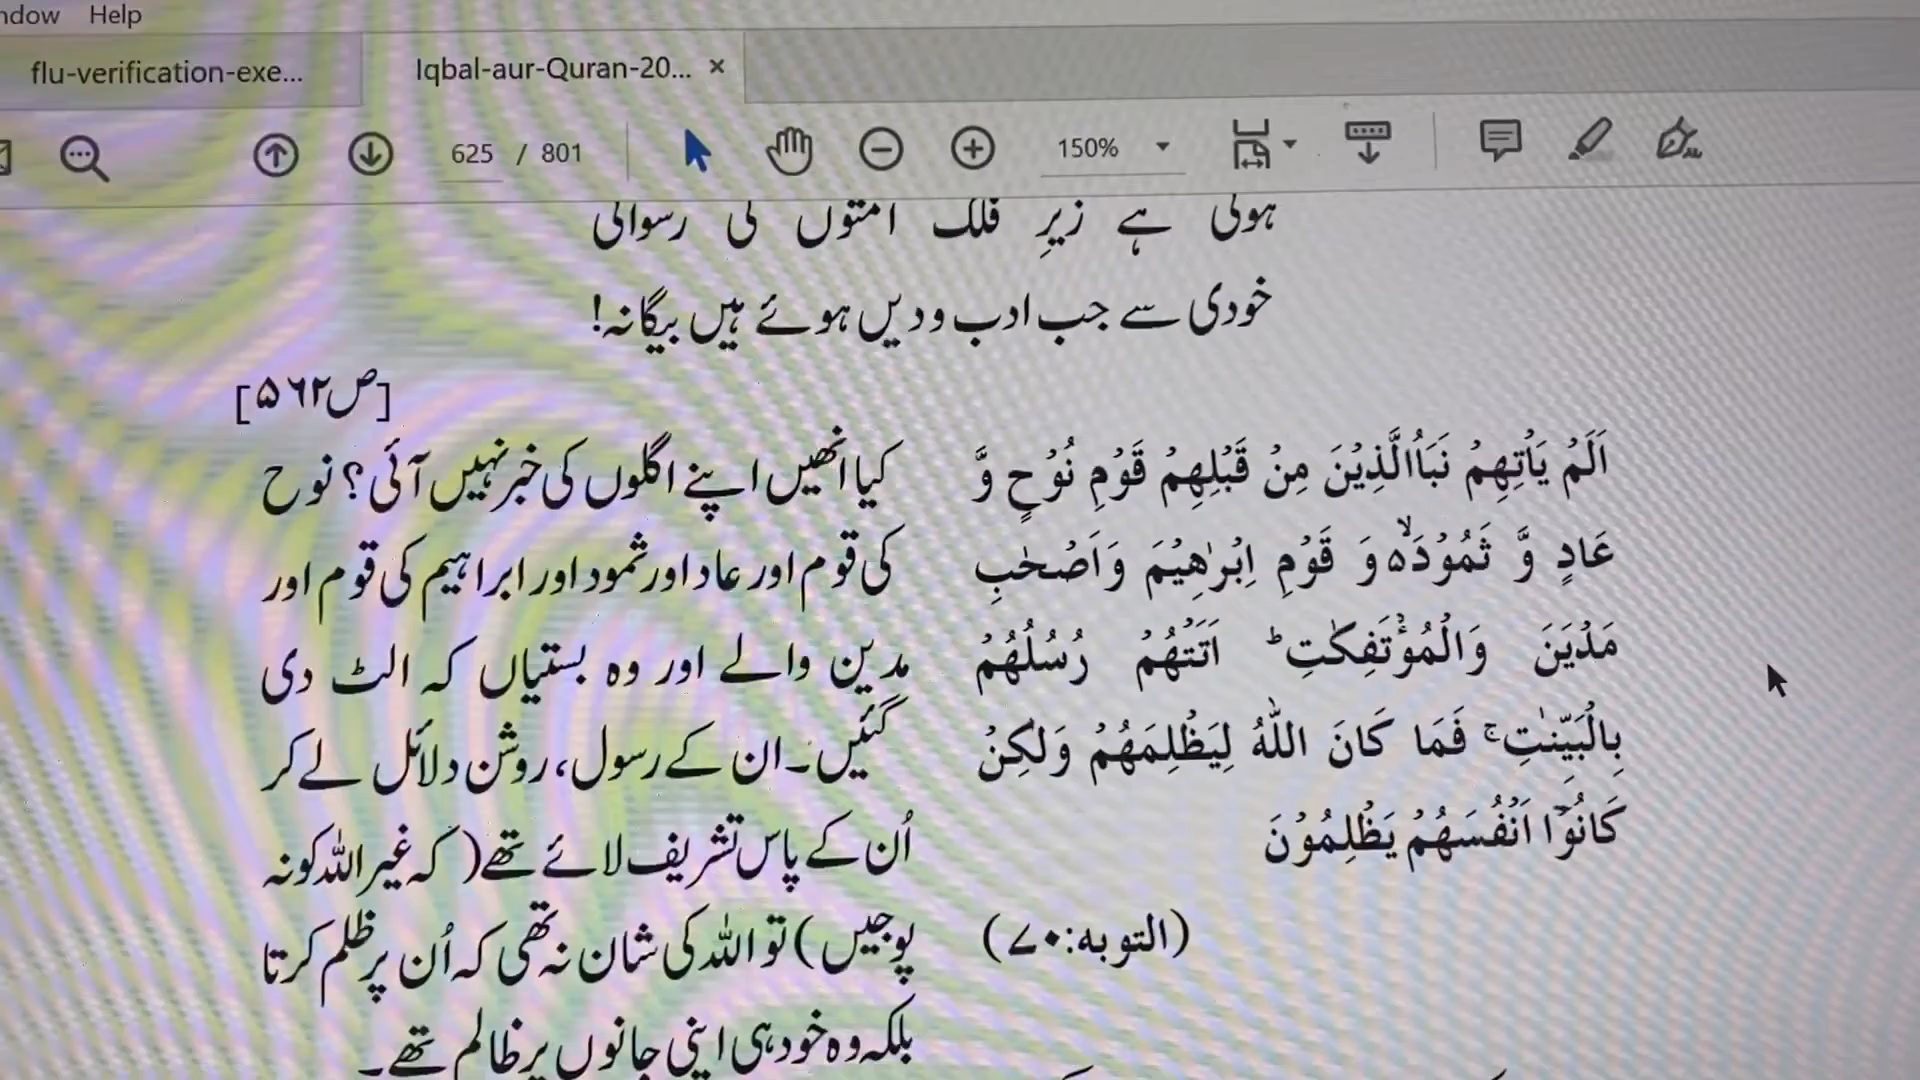 ndow Help
flu-verification-exe... Iqbal-aur-Quran-20... ×
625 / 801 150%
ہوئی ہے زیرِ فلک امتوں کی رسوائی
خودی سے جب ادب و دیں ہوئے ہیں بیگانہ!
[ص۵۶۲]
اَلَمۡ یَاۡتِہِمۡ نَبَاُالَّذِیۡنَ مِنۡ قَبۡلِہِمۡ قَوۡمِ نُوۡحٍ وَّ
عَادٍ وَّ ثَمُوۡدَ ۵ۙ وَ قَوۡمِ اِبۡرٰہِیۡمَ وَاَصۡحٰبِ
مَدۡیَنَ وَالۡمُؤۡتَفِکٰتِ ؕ اَتَتۡہُمۡ رُسُلُہُمۡ
بِالۡبَیِّنٰتِ ۚ فَمَا کَانَ اللّٰہُ لِیَظۡلِمَہُمۡ وَلٰکِنۡ
کَانُوۡۤا اَنۡفُسَہُمۡ یَظۡلِمُوۡنَ
(التوبہ:۷۰)
کیا انھیں اپنے اگلوں کی خبر نہیں آئی؟ نوح
کی قوم اور عاد اور ثمود اور ابراہیم کی قوم اور
مدین والے اور وہ بستیاں کہ الٹ دی
گئیں۔ ان کے رسول، روشن دلائل لے کر
اُن کے پاس تشریف لائے تھے( کہ غیر اللہ کو نہ
پوجیں) تو اللہ کی شان نہ تھی کہ اُن پر ظلم کرتا
بلکہ وہ خود ہی اپنی جانوں پر ظالم تھے۔